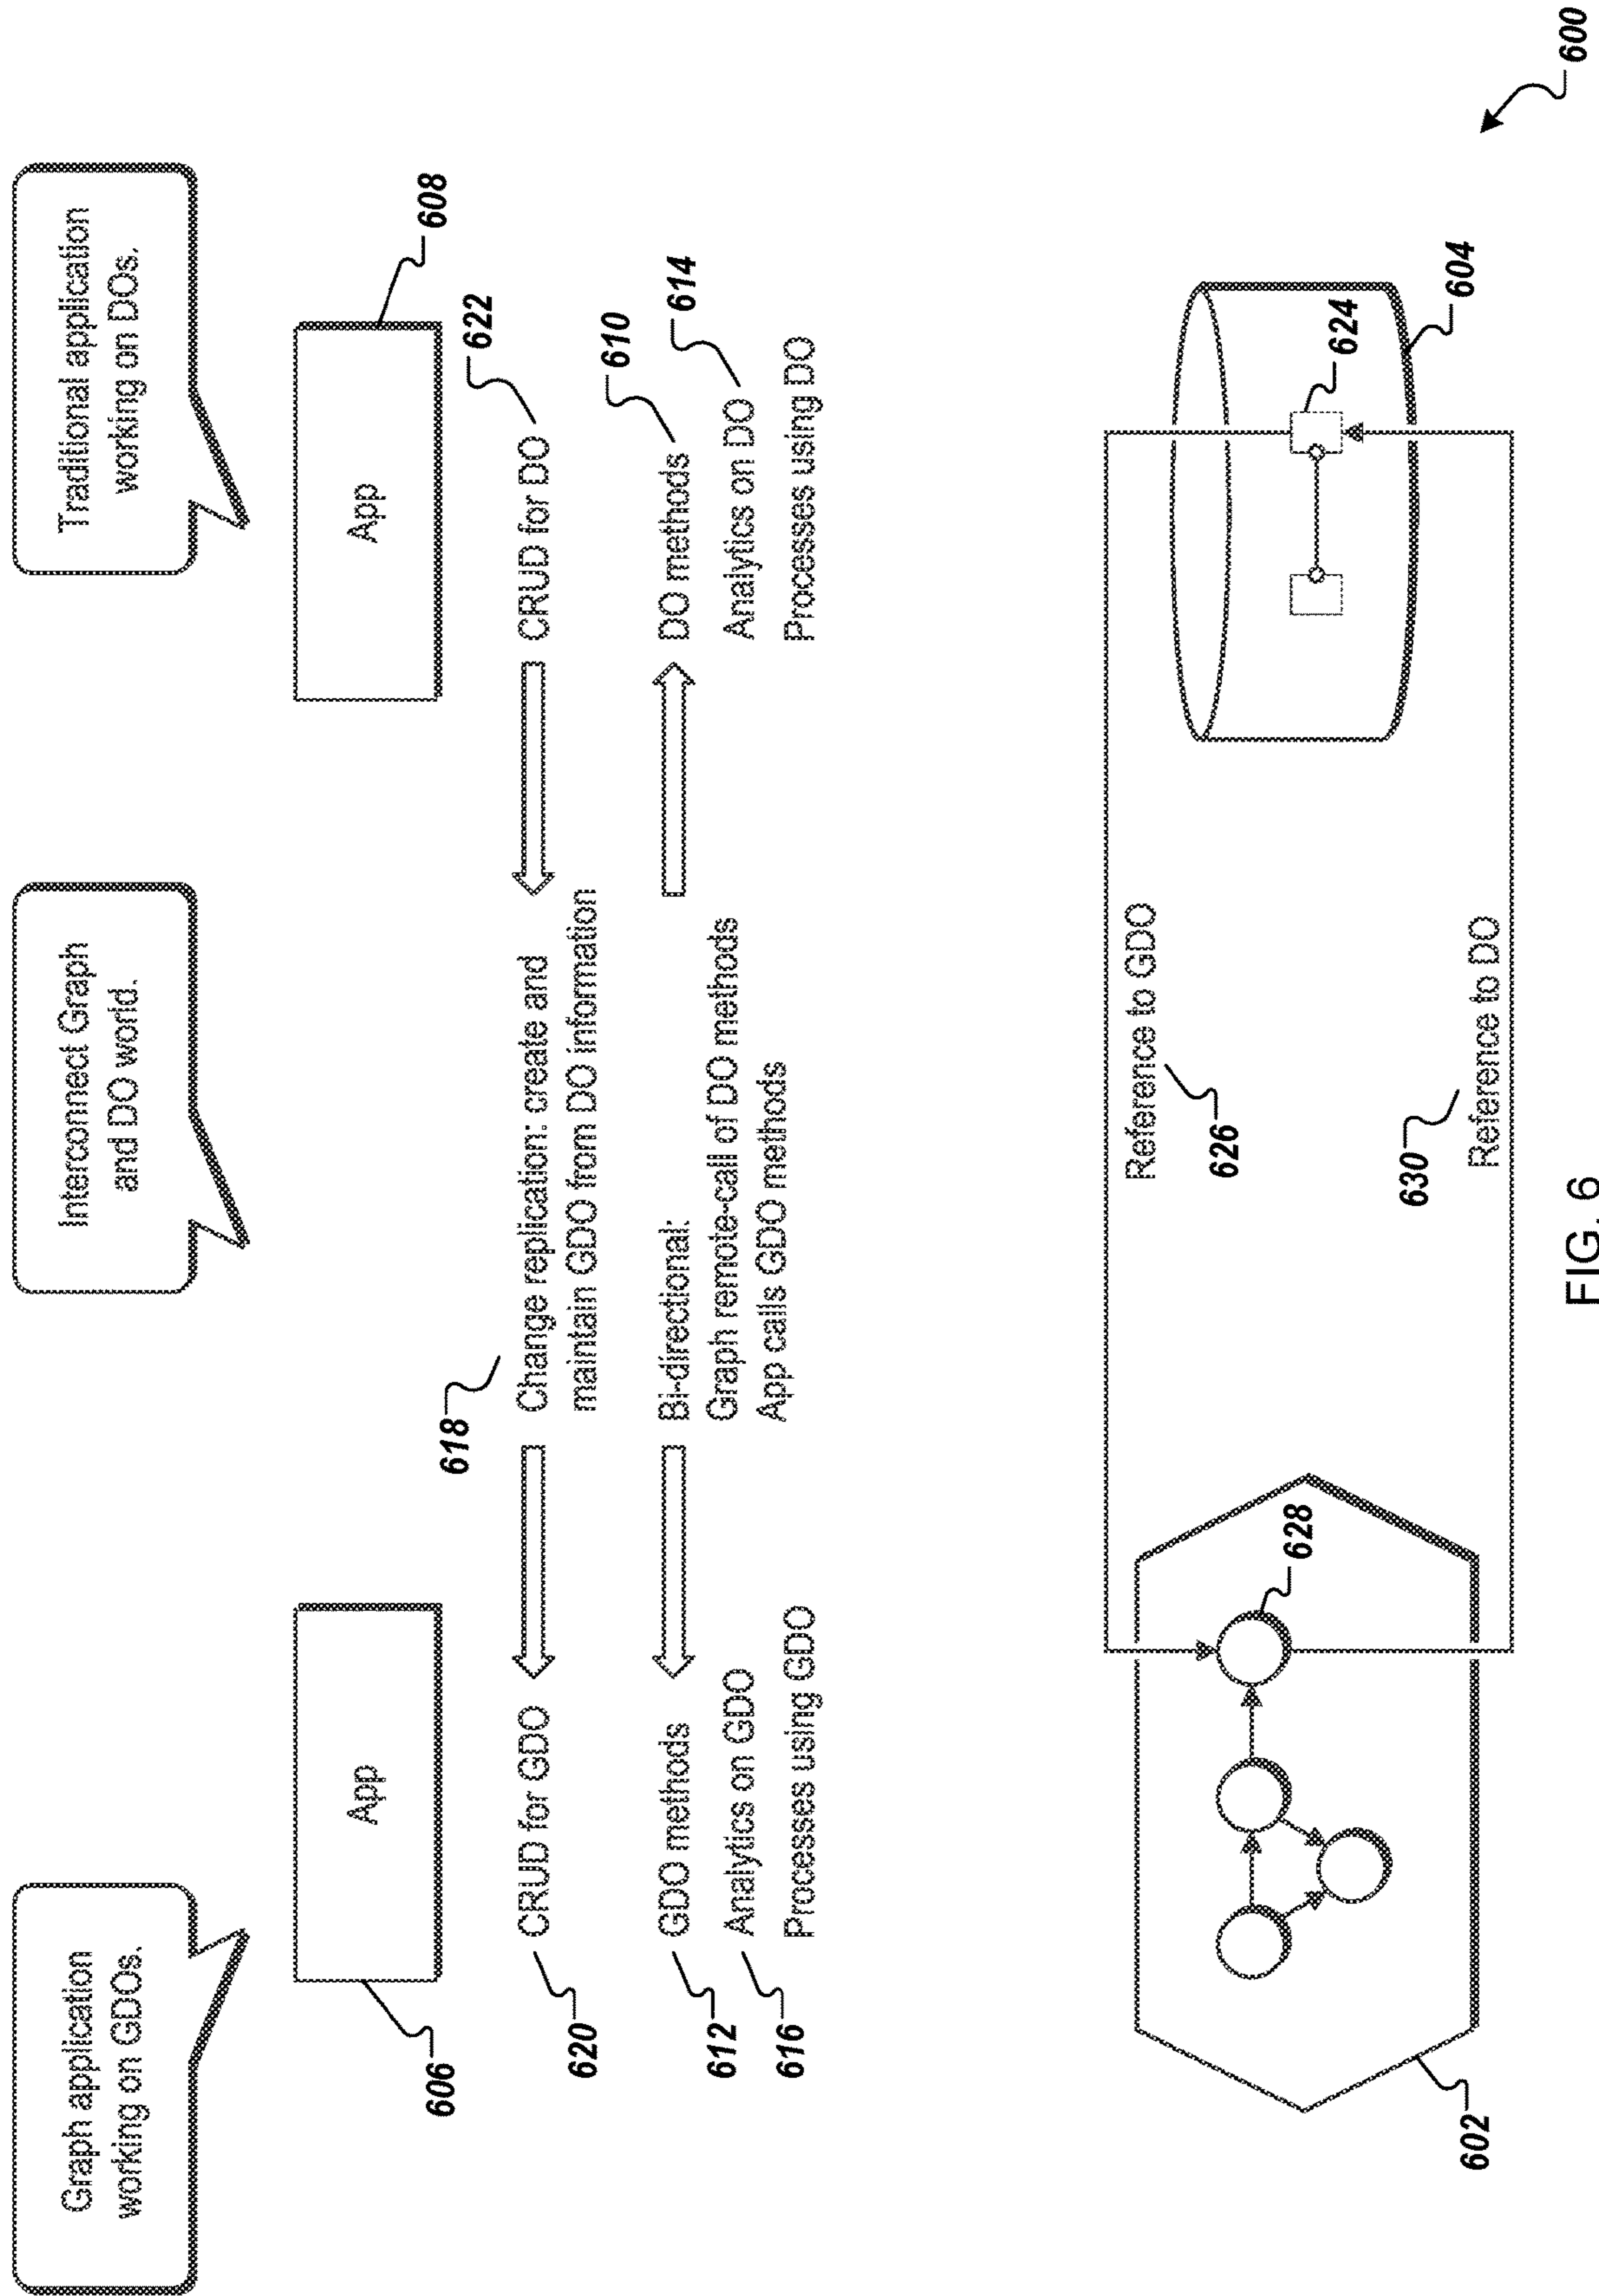 Graph application
working on GDOs.
Interconnect Graph
and DO world.
Traditional application
working on DOs.
606
App
App
608
618
622
620
CRUD for GDO
Change replication: create and
maintain GDO from DO information
CRUD for DO
612
GDO methods
Bi-directional:
Graph remote-call of DO methods
App calls GDO methods
DO methods
610
616
Analytics on GDO
Processes using GDO
Analytics on DO
614
Processes using DO
Reference to GDO
626
628
624
630
Reference to DO
602
604
600
FIG. 6